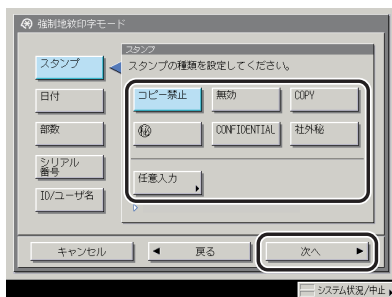 強制地紋印字モード
スタンプ
スタンプ
スタンプの種類を設定してください。
日付
コピー禁止
無効
COPY
部数
㊙
CONFIDENTIAL
社外秘
シリアル
番号
任意入力
ID/ユーザ名
キャンセル
戻る
次へ
システム状況/中止